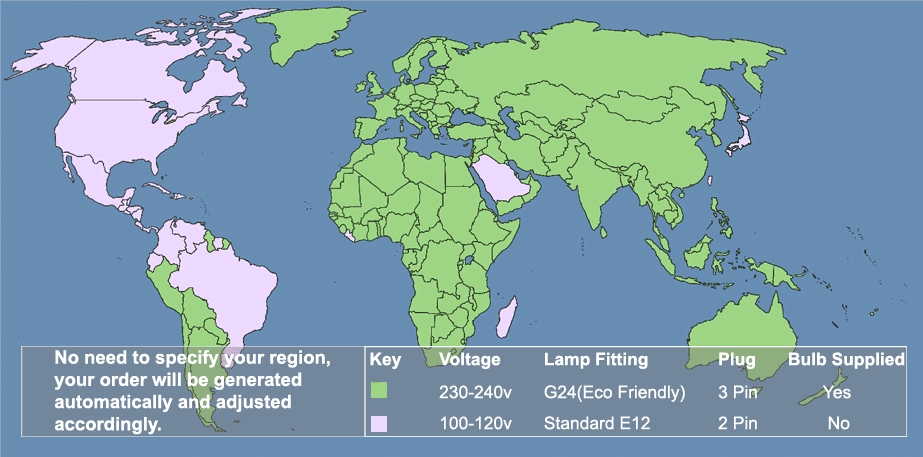 No need to specify your region,
your order will be generated
automatically and adjusted
accordingly.
Key Voltage Lamp Fitting Plug Bulb Supplied
230-240v G24(Eco Friendly) 3 Pin Yes
100-120v Standard E12 2 Pin No